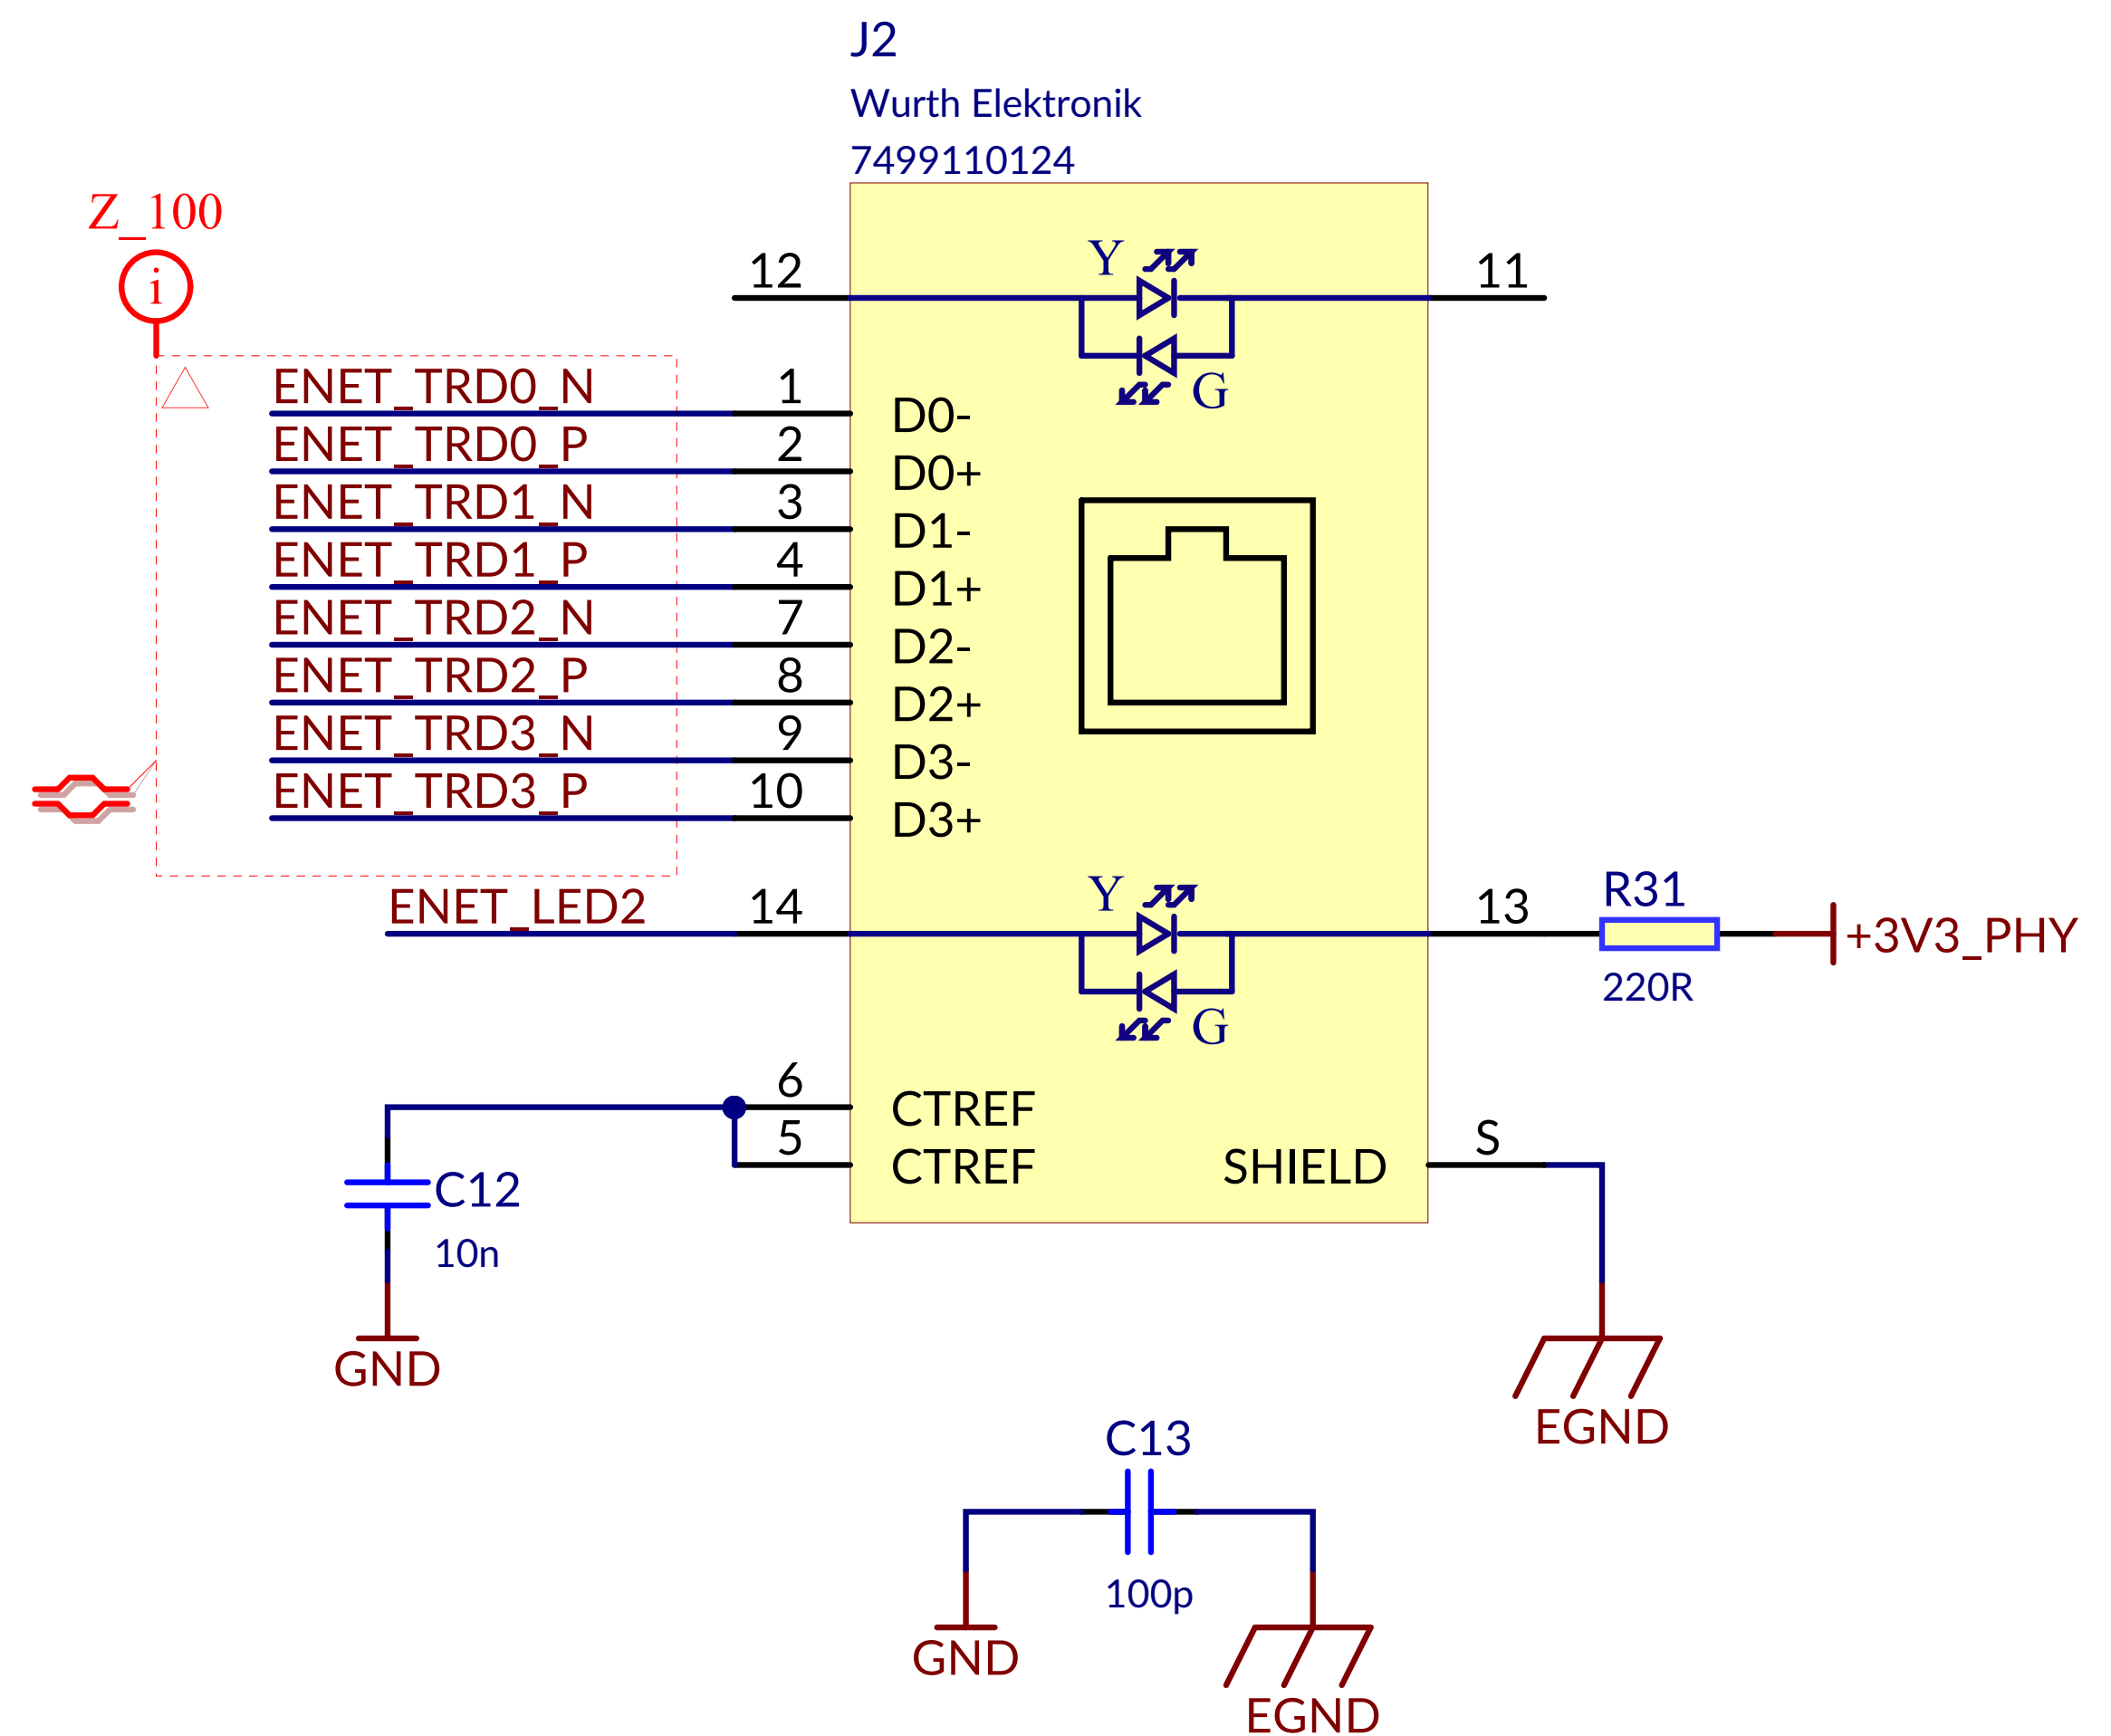 J2
Wurth Elektronik
7499110124
Z_100
i
12
Y
11
G
ENET_TRD0_N 1 D0-
ENET_TRD0_P 2 D0+
ENET_TRD1_N 3 D1-
ENET_TRD1_P 4 D1+
ENET_TRD2_N 7 D2-
ENET_TRD2_P 8 D2+
ENET_TRD3_N 9 D3-
ENET_TRD3_P 10 D3+
ENET_LED2 14
Y
13
R31
+3V3_PHY
220R
G
6 CTREF
5 CTREF
SHIELD S
C12
10n
GND
EGND
C13
100p
GND
EGND